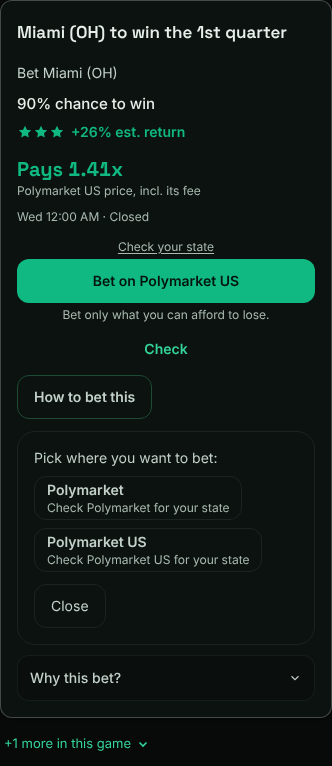 Miami (OH) to win the 1st quarter
Bet Miami (OH)
90% chance to win
★★★ +26% est. return
Pays 1.41x
Polymarket US price, incl. its fee
Wed 12:00 AM · Closed
Check your state
Bet on Polymarket US
Bet only what you can afford to lose.
Check
How to bet this
Pick where you want to bet:
Polymarket
Check Polymarket for your state
Polymarket US
Check Polymarket US for your state
Close
Why this bet?
+1 more in this game